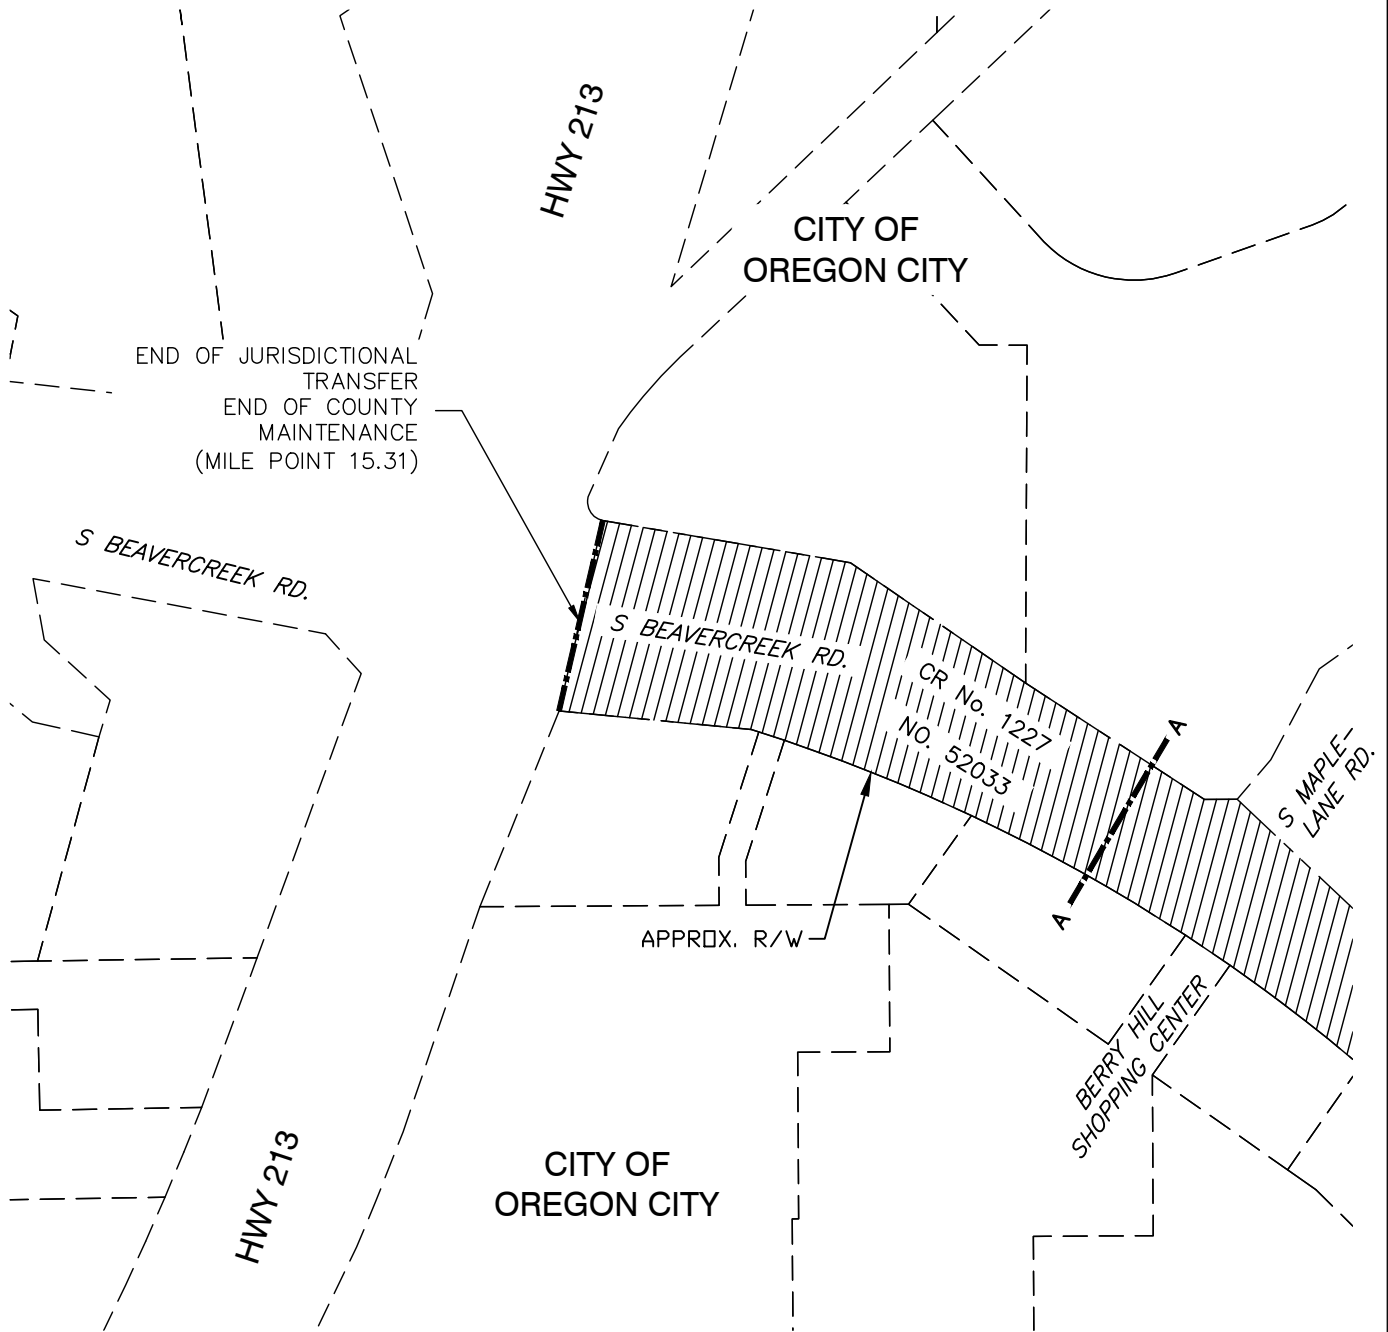 HWY 213
CITY OF
OREGON CITY
END OF JURISDICTIONAL
TRANSFER
END OF COUNTY
MAINTENANCE
(MILE POINT 15.31)
S BEAVERCREEK RD.
S BEAVERCREEK RD.
CR No. 1227
NO. 52033
A
S MAPLE-
LANE RD.
A
APPROX. R/W
BERRY HILL
SHOPPING CENTER
CITY OF
OREGON CITY
HWY 213